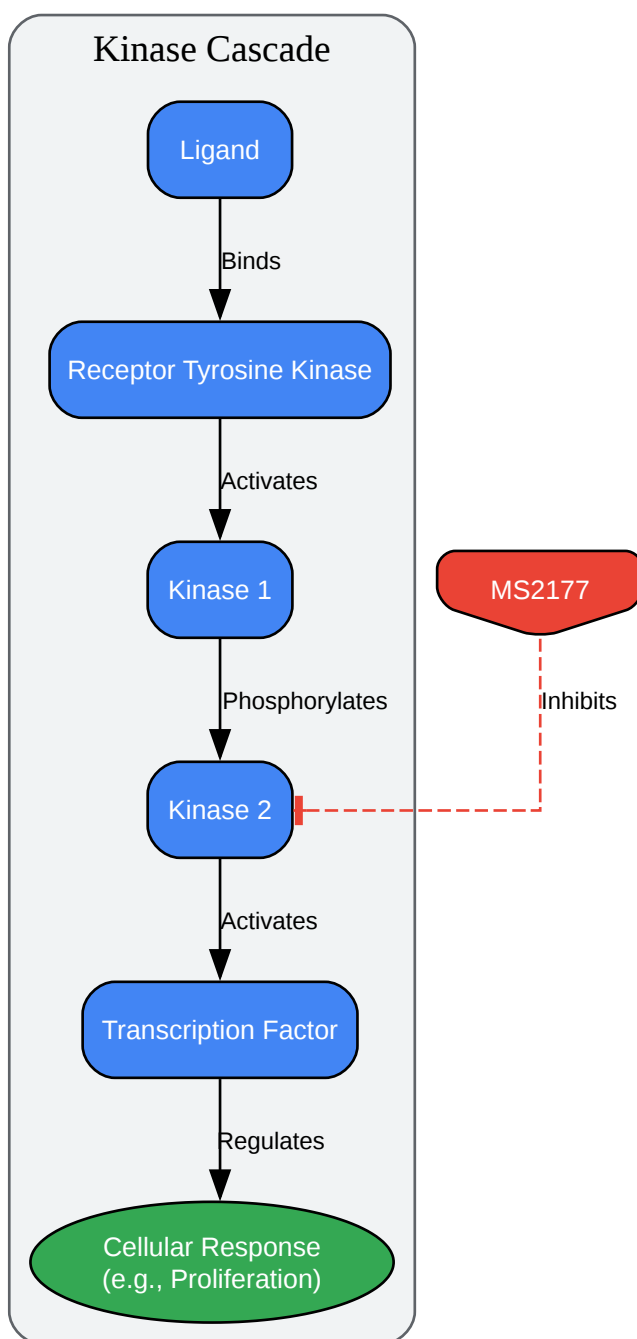 Kinase Cascade
Ligand
Binds
Receptor Tyrosine Kinase
Activates
Kinase 1
MS2177
Phosphorylates
Inhibits
Kinase 2
Activates
Transcription Factor
Regulates
Cellular Response
(e.g., Proliferation)